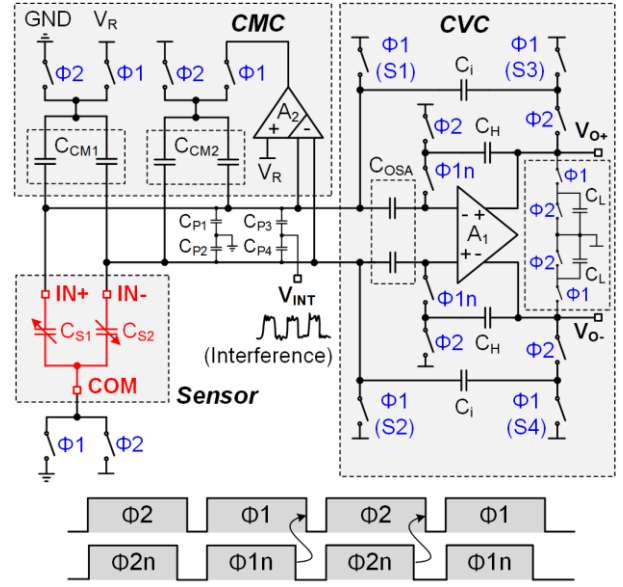 CMC
CVC
GND
V_R
Φ2
Φ1
Φ2
Φ1
A2
+
-
V_R
C_CM1
C_CM2
Φ1
(S1)
C_i
Φ1
(S3)
Φ2
C_H
Φ2
V_O+
C_OSA
Φ1n
Φ1
C_L
Φ2
- +
A1
+ -
Φ2
C_L
Φ1
C_P1
C_P3
C_P2
C_P4
V_INT
(Interference)
IN+
IN-
C_S1
C_S2
COM
Sensor
Φ1
Φ2
Φ1n
C_H
Φ2
V_O-
Φ2
C_i
Φ1
(S2)
Φ1
(S4)
Φ2
Φ1
Φ2
Φ1
Φ2n
Φ1n
Φ2n
Φ1n